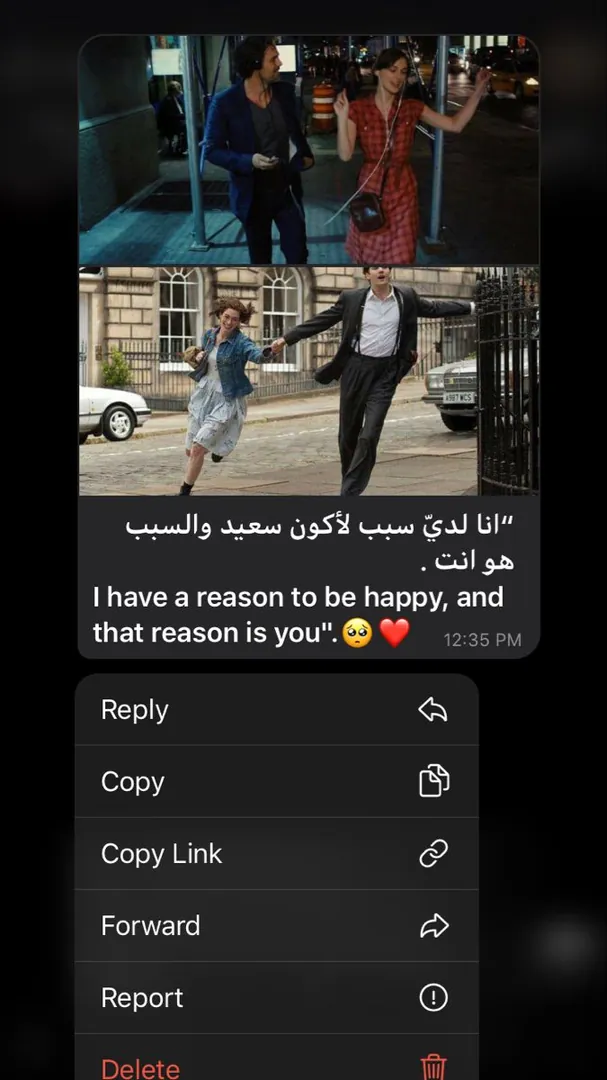 “انا لديّ سبب لأكون سعيد والسبب
هو انت .
I have a reason to be happy, and
that reason is you".🥺❤️
12:35 PM
Reply
Copy
Copy Link
Forward
Report
Delete